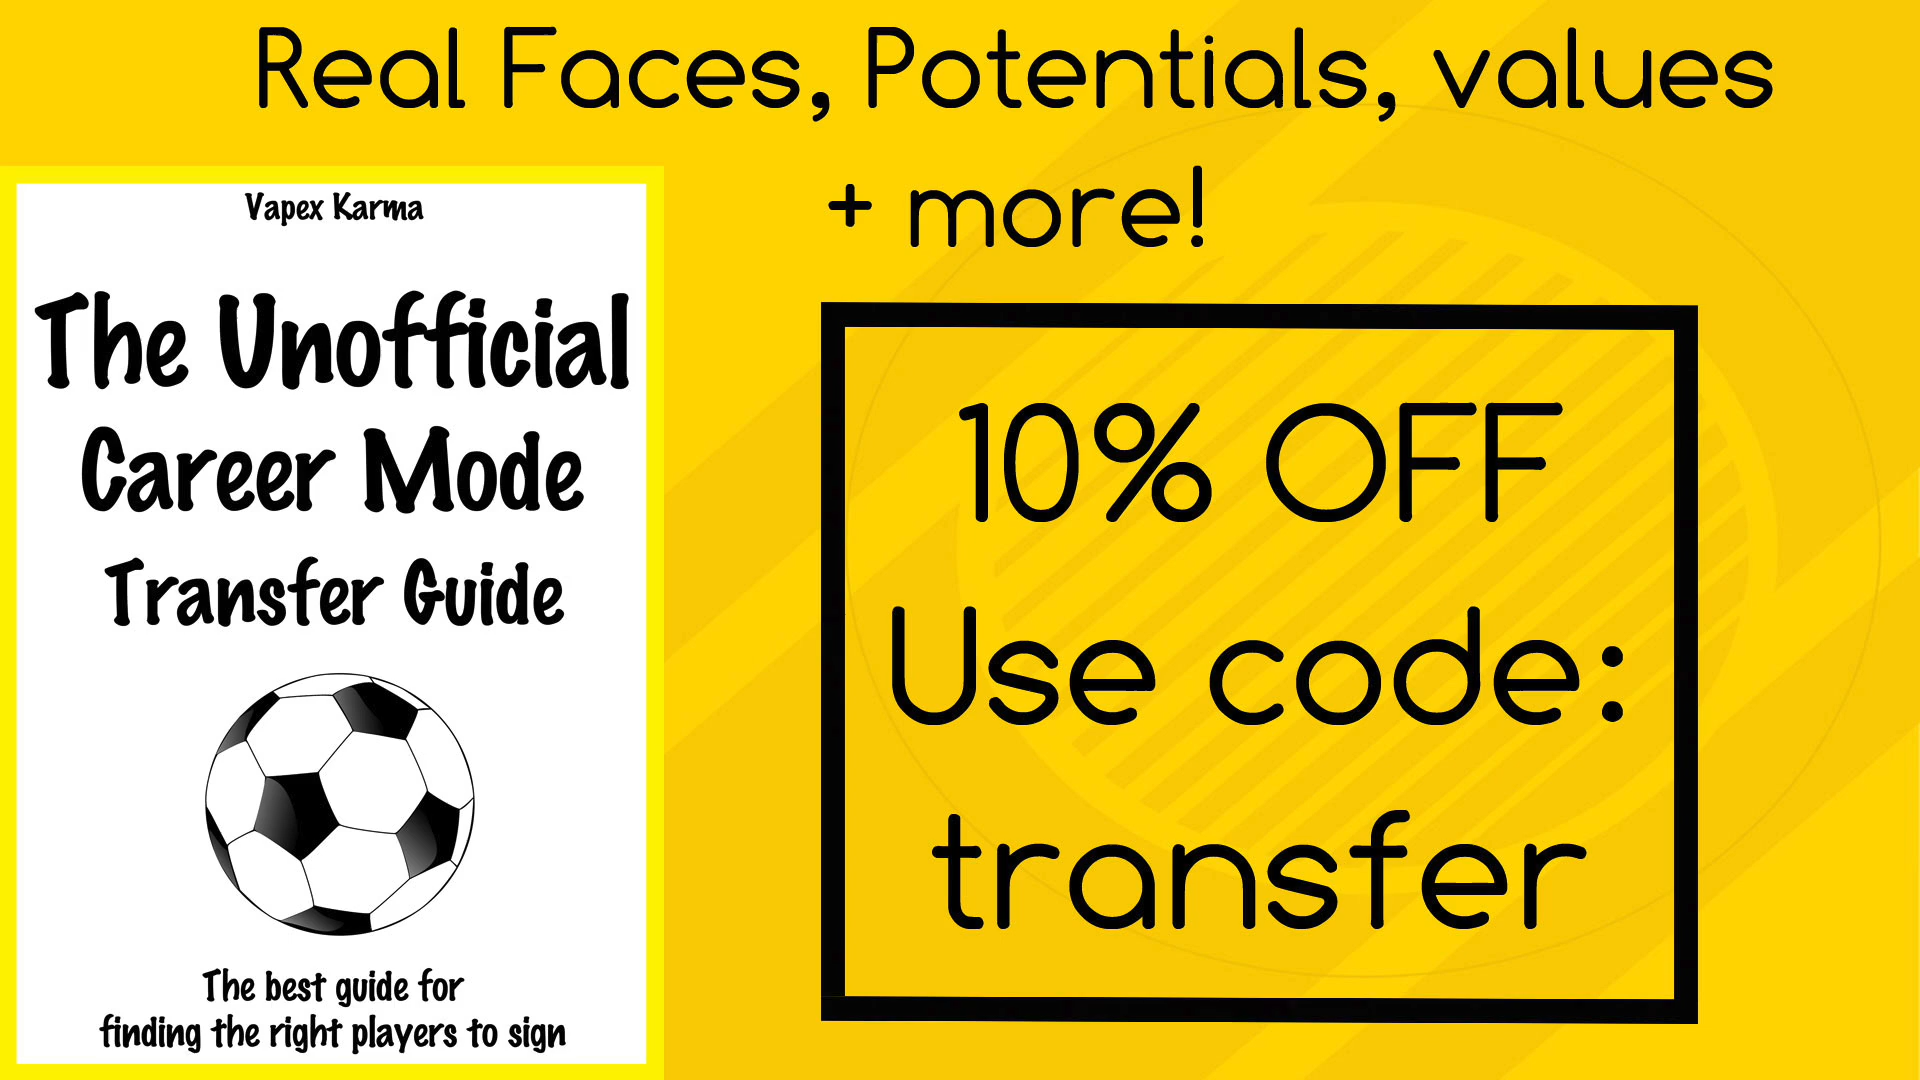 Real Faces, Potentials, values
+ more!
Vapex Karma
The Unofficial
Career Mode
Transfer Guide
The best guide for
finding the right players to sign
10% OFF
Use code:
transfer